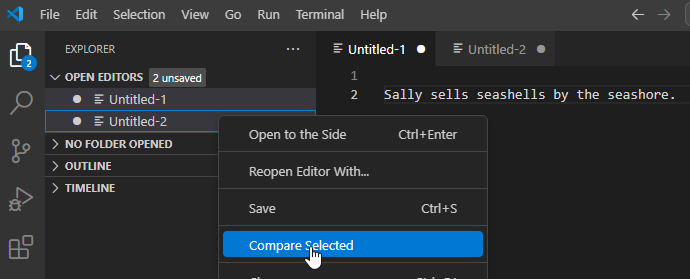 File Edit Selection View Go Run Terminal Help
EXPLORER ...
Untitled-1 Untitled-2
OPEN EDITORS 2 unsaved
Untitled-1
Untitled-2
NO FOLDER OPENED
OUTLINE
TIMELINE
2
1
2 Sally sells seashells by the seashore.
Open to the Side Ctrl+Enter
Reopen Editor With...
Save Ctrl+S
Compare Selected